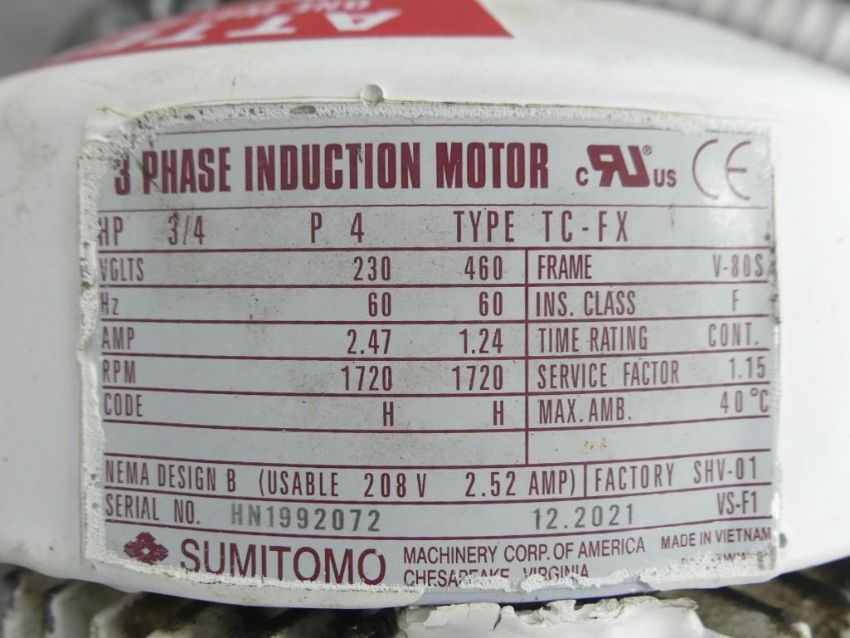 3 PHASE INDUCTION MOTOR c RU® US CE
HP 3/4 P 4 TYPE TC-FX
VOLTS 230 460 FRAME V-80S
Hz 60 60 INS. CLASS F
AMP 2.47 1.24 TIME RATING CONT.
RPM 1720 1720 SERVICE FACTOR 1.15
CODE H H MAX. AMB. 40°C
NEMA DESIGN B (USABLE 208 V 2.52 AMP) FACTORY SHV-01
SERIAL NO. HN1992072 12.2021 VS-F1
SUMITOMO MACHINERY CORP. OF AMERICA MADE IN VIETNAM
CHESAPEAKE, VIRGINIA